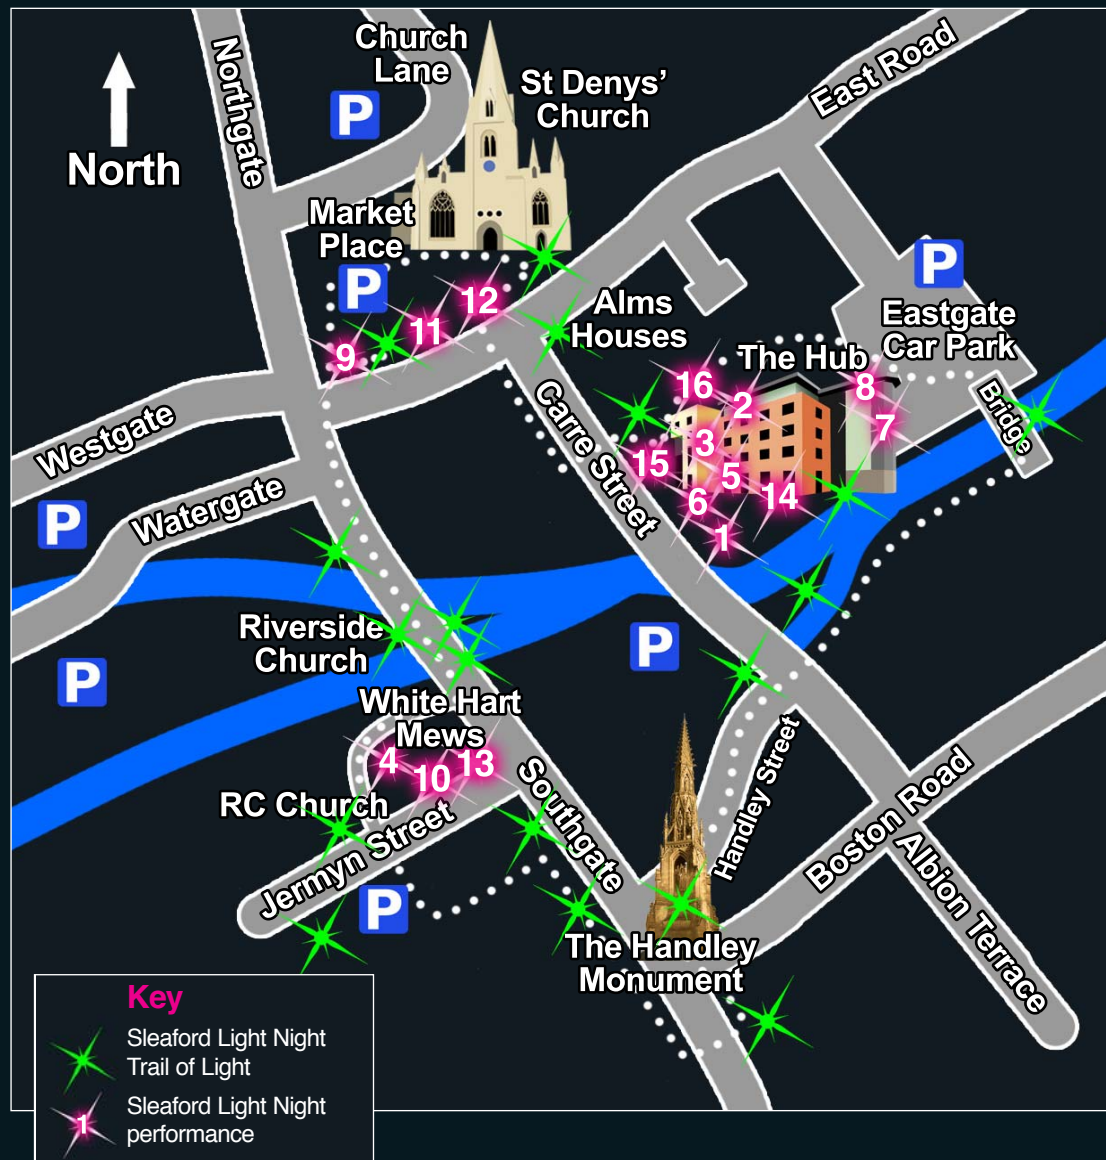 Church
Lane
St Denys’
Church
East Road
Northgate
P
North
Market
Place
P
P
Eastgate
Car Park
12
11
9
Alms
Houses
The Hub
16
2
8
7
3
15
5
6
14
1
Bridge
Carre Street
Westgate
Watergate
P
Riverside
Church
P
P
White Hart
Mews
4
10
13
RC Church
Jermyn Street
P
Southgate
Handley Street
Boston Road
Albion Terrace
The Handley
Monument
Key
Sleaford Light Night
Trail of Light
1
Sleaford Light Night
performance